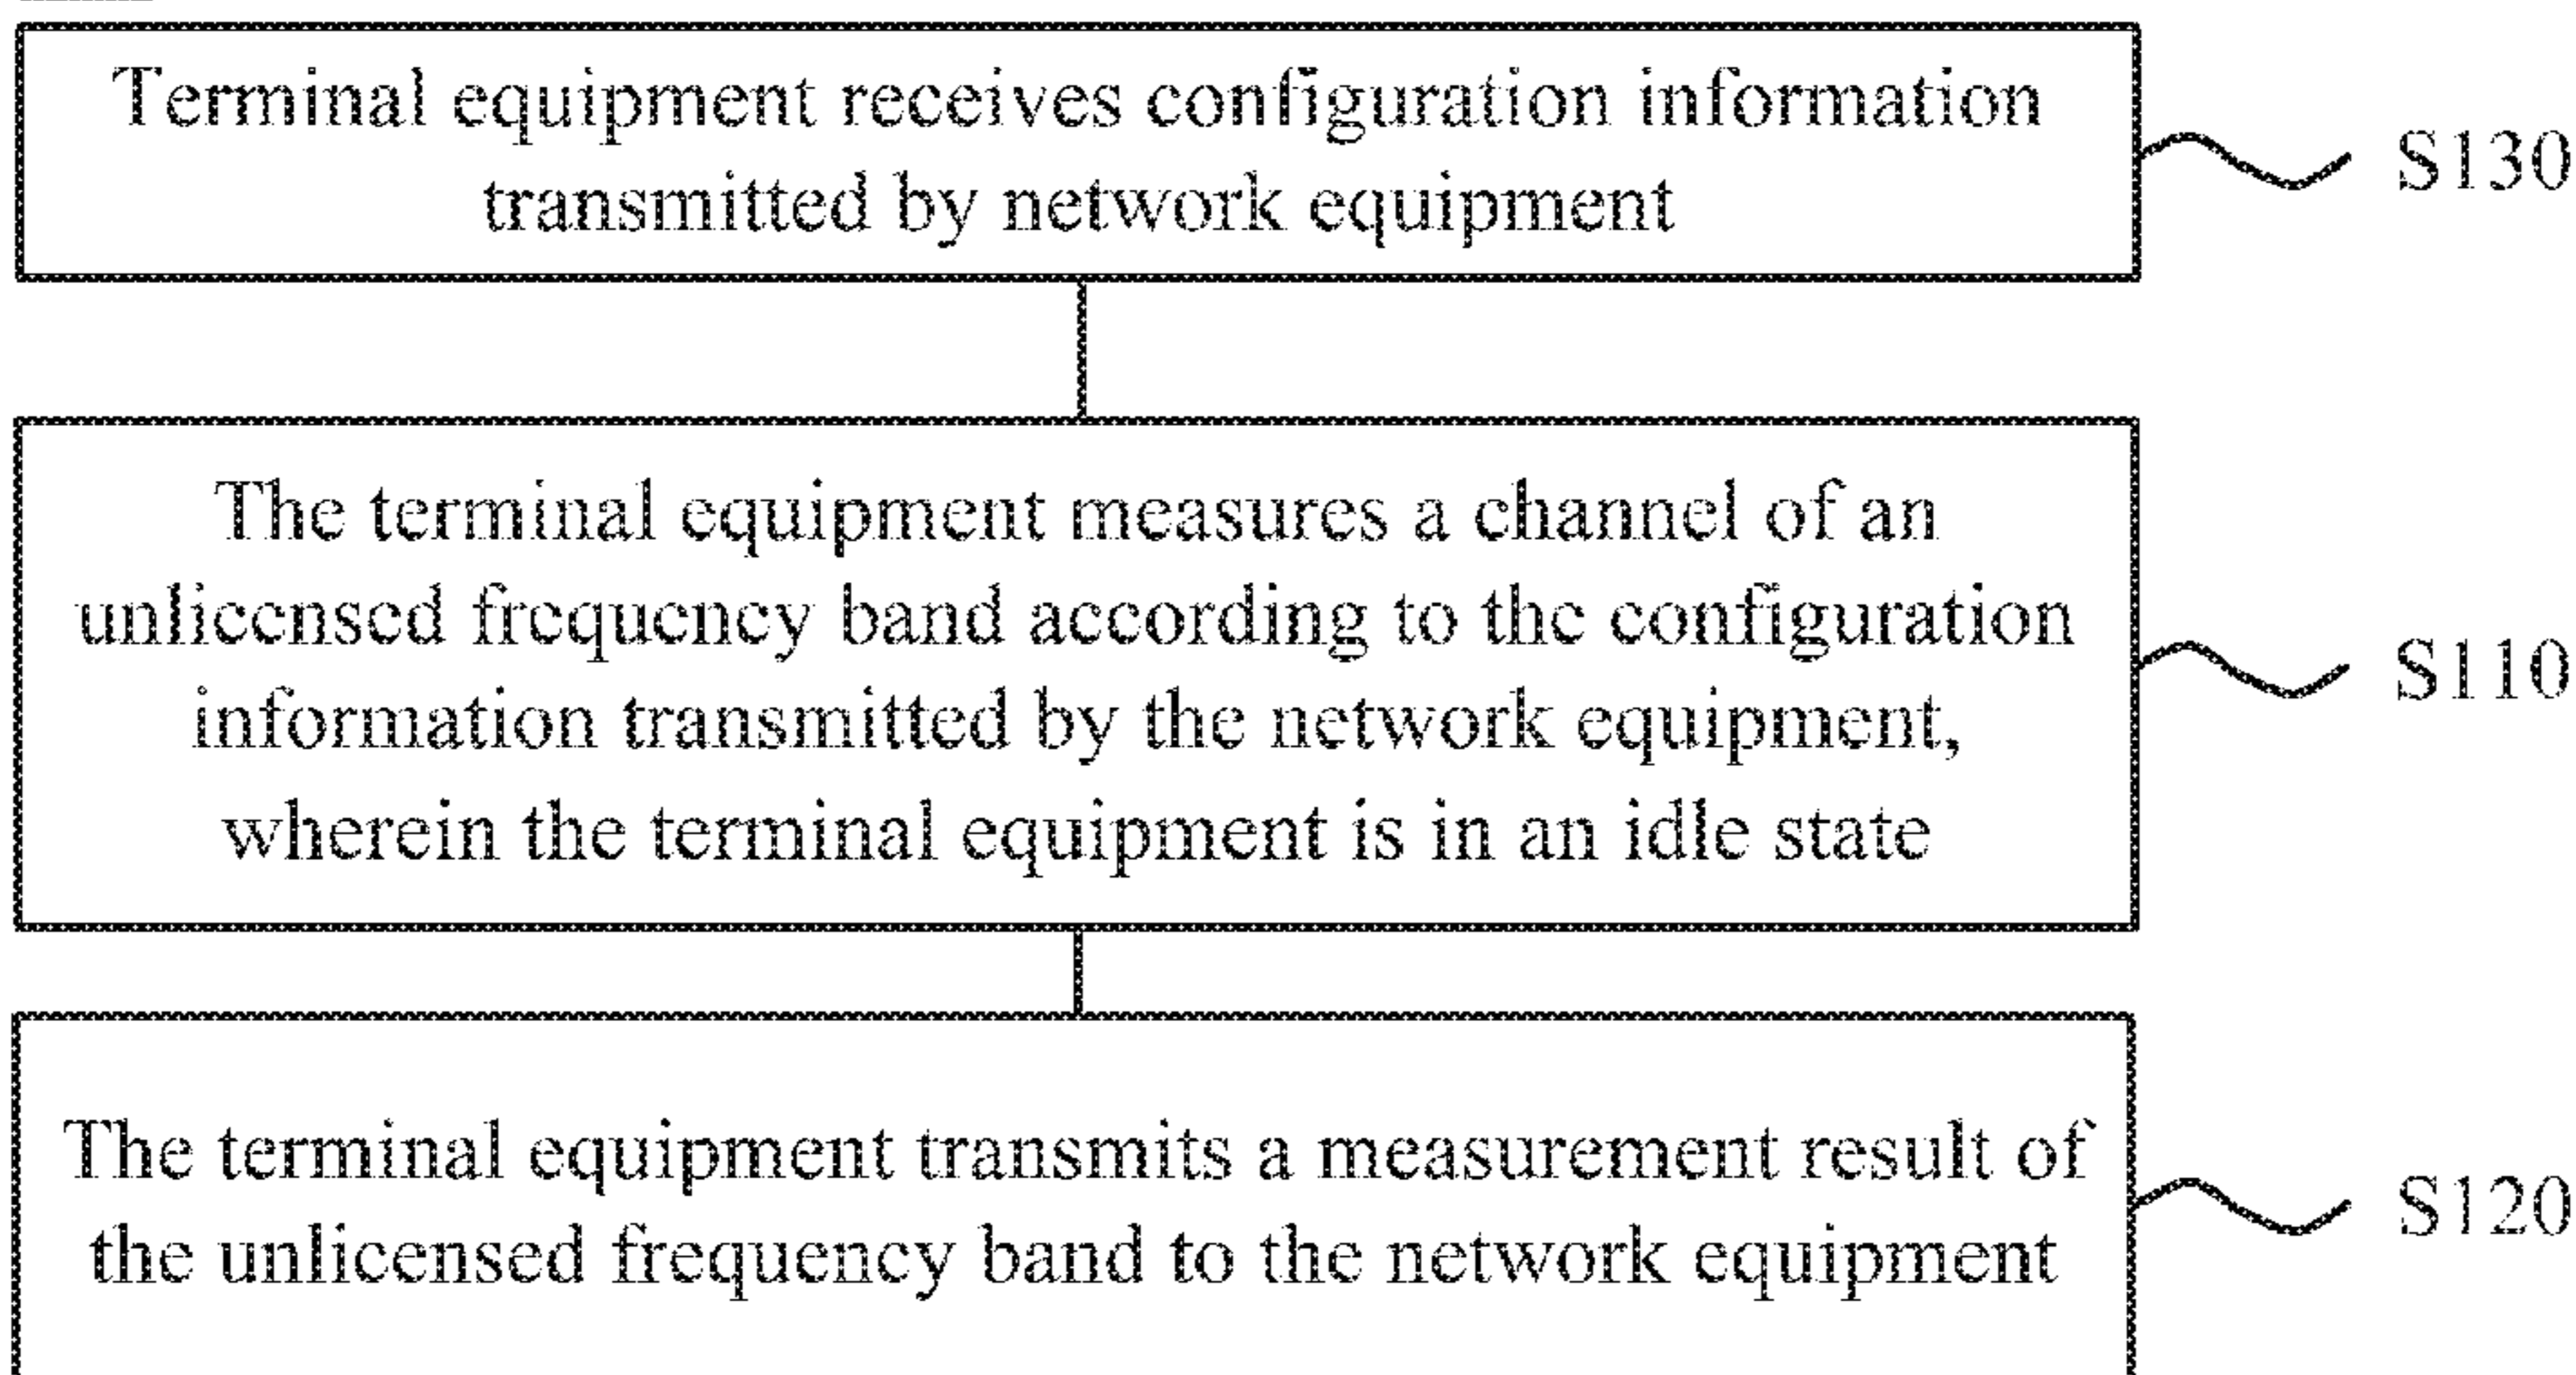 Terminal equipment receives configuration information
transmitted by network equipment
S130
The terminal equipment measures a channel of an
unlicensed frequency band according to the configuration
information transmitted by the network equipment,
wherein the terminal equipment is in an idle state
S110
The terminal equipment transmits a measurement result of
the unlicensed frequency band to the network equipment
S120